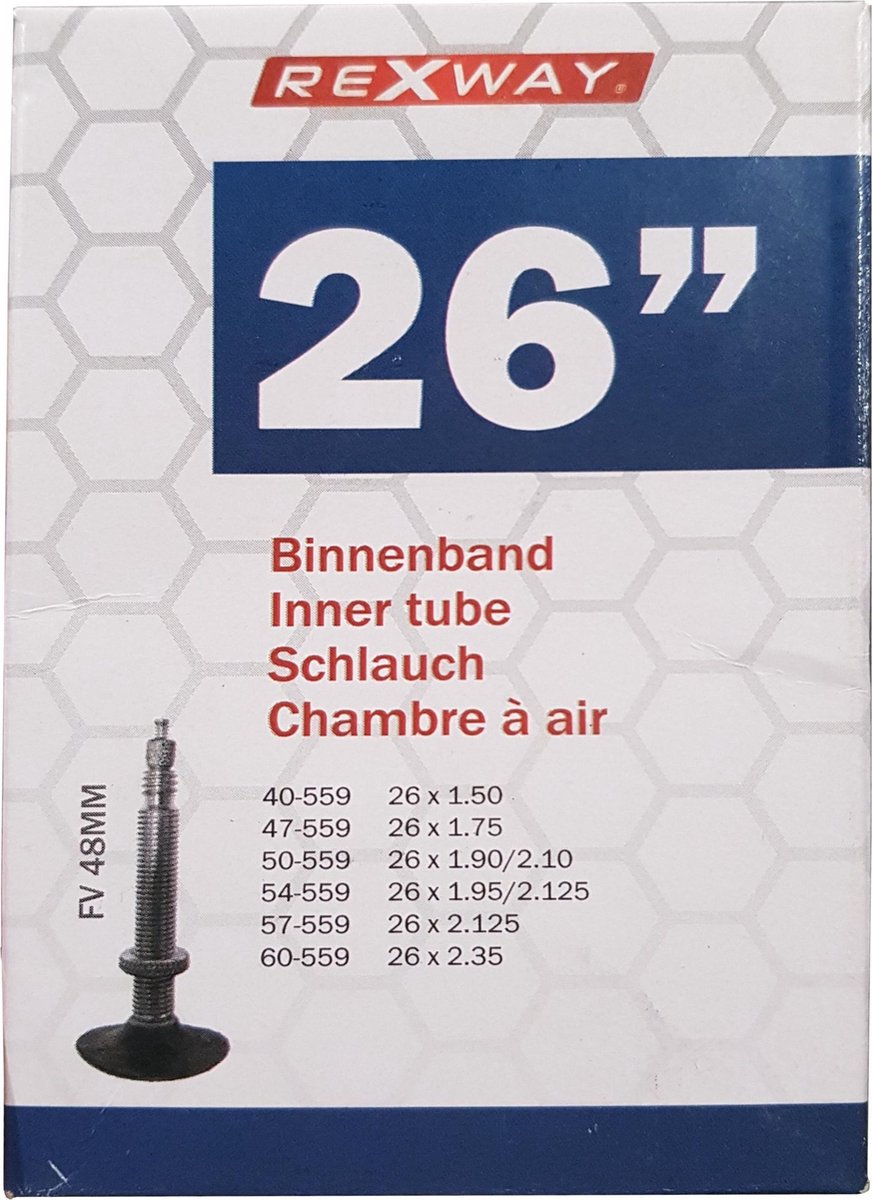 REXWAY®
26”
Binnenband
Inner tube
Schlauch
Chambre à air
40-559 26 x 1.50
47-559 26 x 1.75
50-559 26 x 1.90/2.10
54-559 26 x 1.95/2.125
57-559 26 x 2.125
60-559 26 x 2.35
FV 48MM